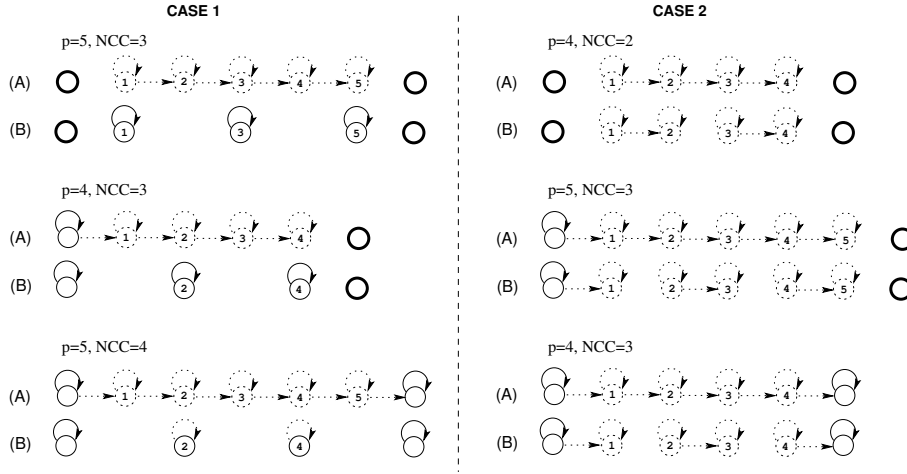 CASE 1
p=5, NCC=3
(A) 1 2 3 4 5
(B) 1 3 5
p=4, NCC=3
(A) 1 2 3 4
(B) 2 4
p=5, NCC=4
(A) 1 2 3 4 5
(B) 2 4
CASE 2
p=4, NCC=2
(A) 1 2 3 4
(B) 1 2 3 4
p=5, NCC=3
(A) 1 2 3 4 5
(B) 1 2 3 4 5
p=4, NCC=3
(A) 1 2 3 4
(B) 1 2 3 4